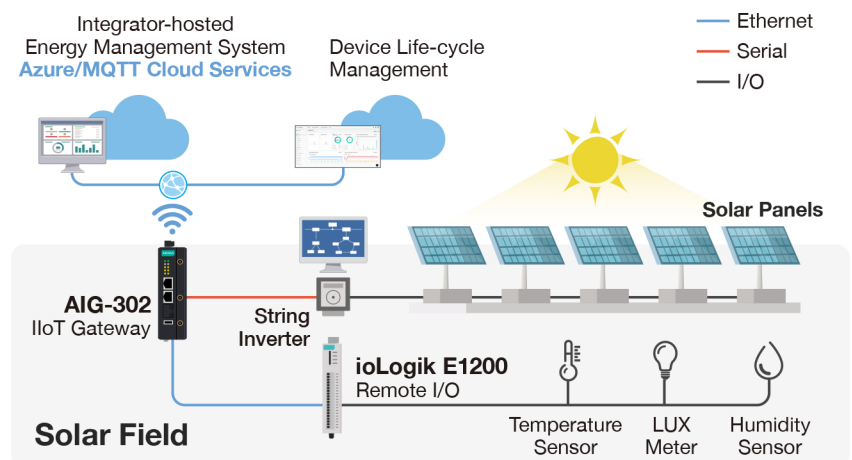 Integrator-hosted
Energy Management System
Azure/MQTT Cloud Services
Device Life-cycle
Management
Ethernet
Serial
I/O
Solar Panels
AIG-302
IIoT Gateway
String
Inverter
ioLogik E1200
Remote I/O
Temperature
Sensor
LUX
Meter
Humidity
Sensor
Solar Field